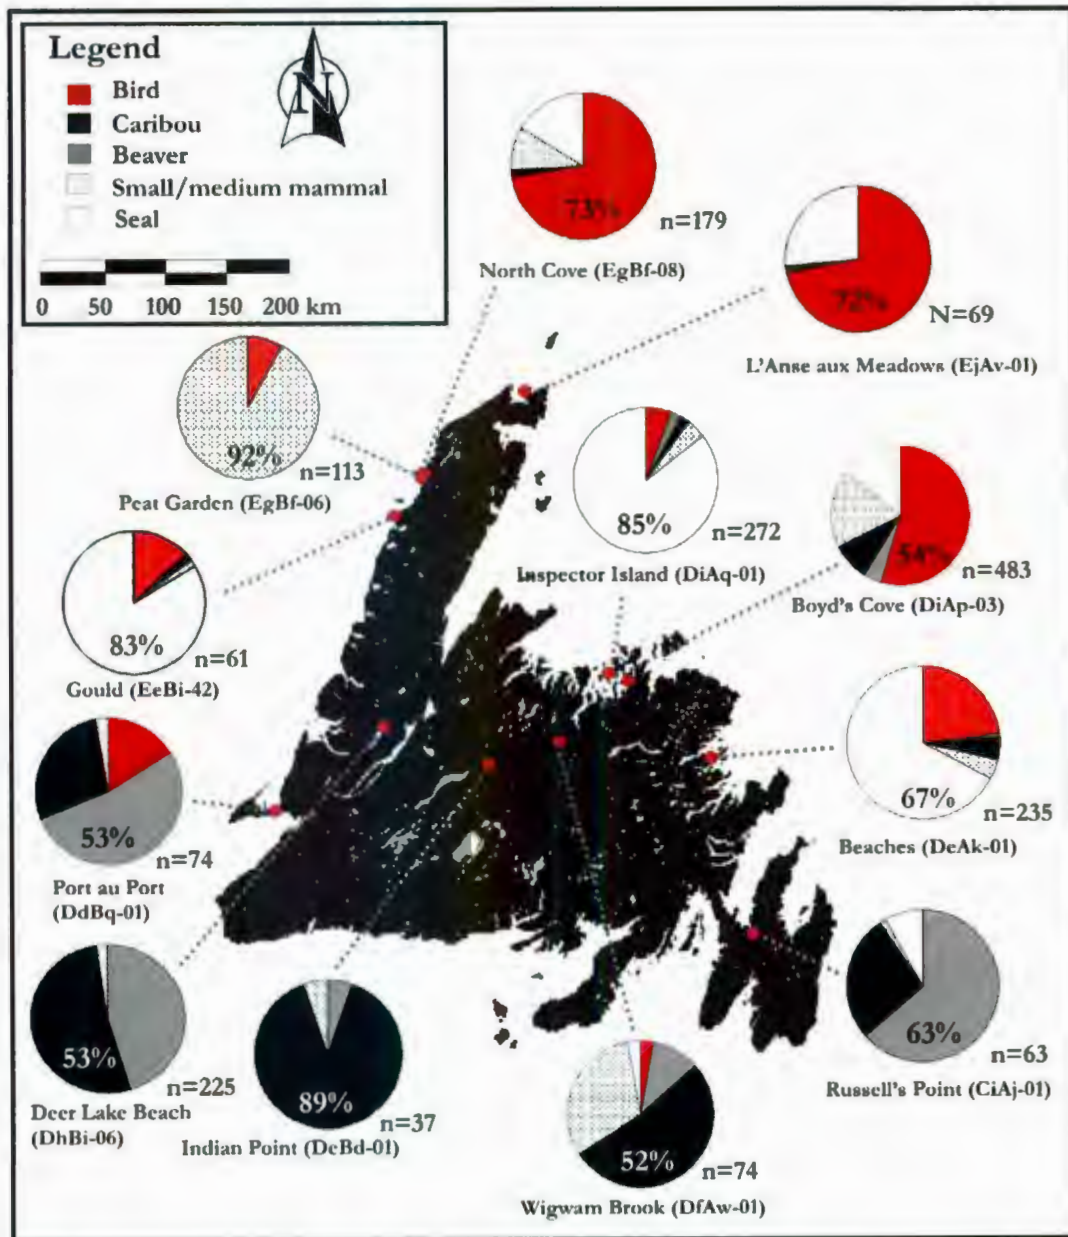 Legend
N
Bird
Caribou
Beaver
Small/medium mammal
Seal
0 50 100 150 200 km
73%
n=179
North Cove (EgBf-08)
72%
N=69
L'Anse aux Meadows (EjAv-01)
92%
n=113
Peat Garden (EgBf-06)
85%
n=272
Inspector Island (DiAq-01)
54%
n=483
Boyd's Cove (DiAp-03)
83%
n=61
Gould (EeBi-42)
67%
n=235
Beaches (DeAk-01)
53%
n=74
Port au Port
(DdBq-01)
53%
n=225
Deer Lake Beach
(DhBi-06)
89%
n=37
Indian Point (DeBd-01)
52%
n=74
Wigwam Brook (DfAw-01)
63%
n=63
Russell's Point (CiAj-01)